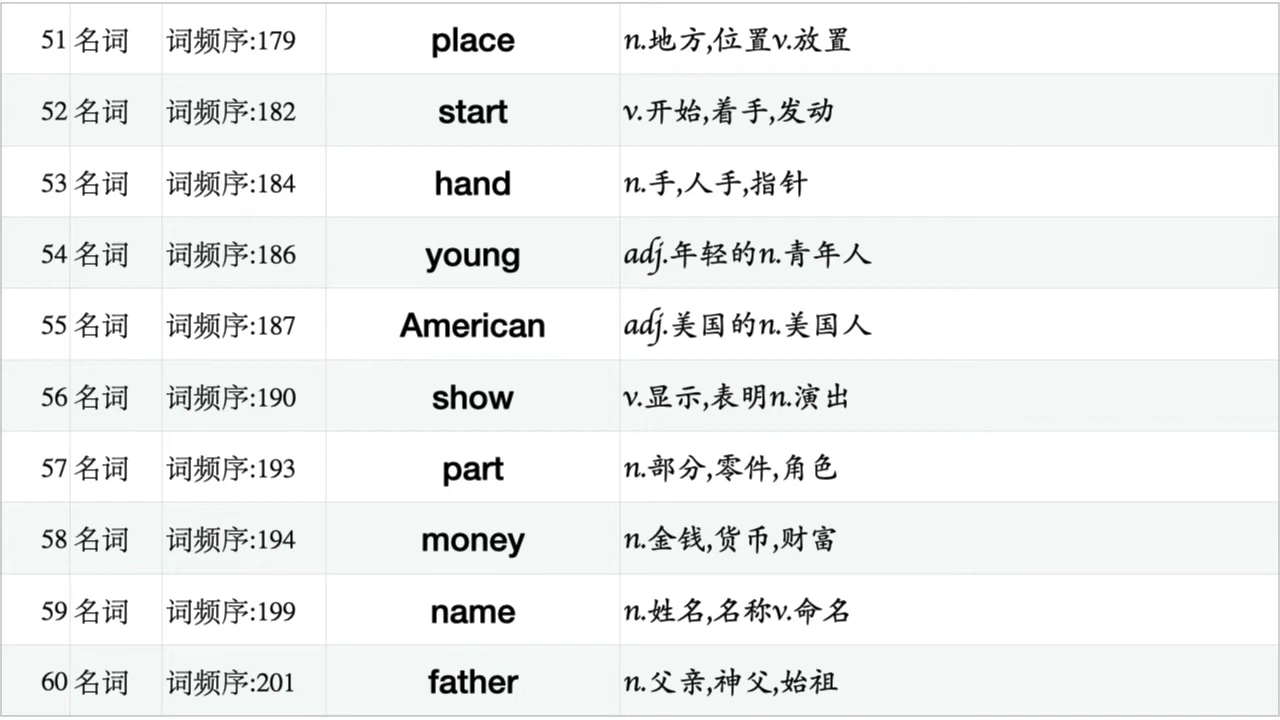 51 名词 词频序:179 place n.地方,位置v.放置
52 名词 词频序:182 start v.开始,着手,发动
53 名词 词频序:184 hand n.手,人手,指针
54 名词 词频序:186 young adj.年轻的n.青年人
55 名词 词频序:187 American adj.美国的n.美国人
56 名词 词频序:190 show v.显示,表明n.演出
57 名词 词频序:193 part n.部分,零件,角色
58 名词 词频序:194 money n.金钱,货币,财富
59 名词 词频序:199 name n.姓名,名称v.命名
60 名词 词频序:201 father n.父亲,神父,始祖